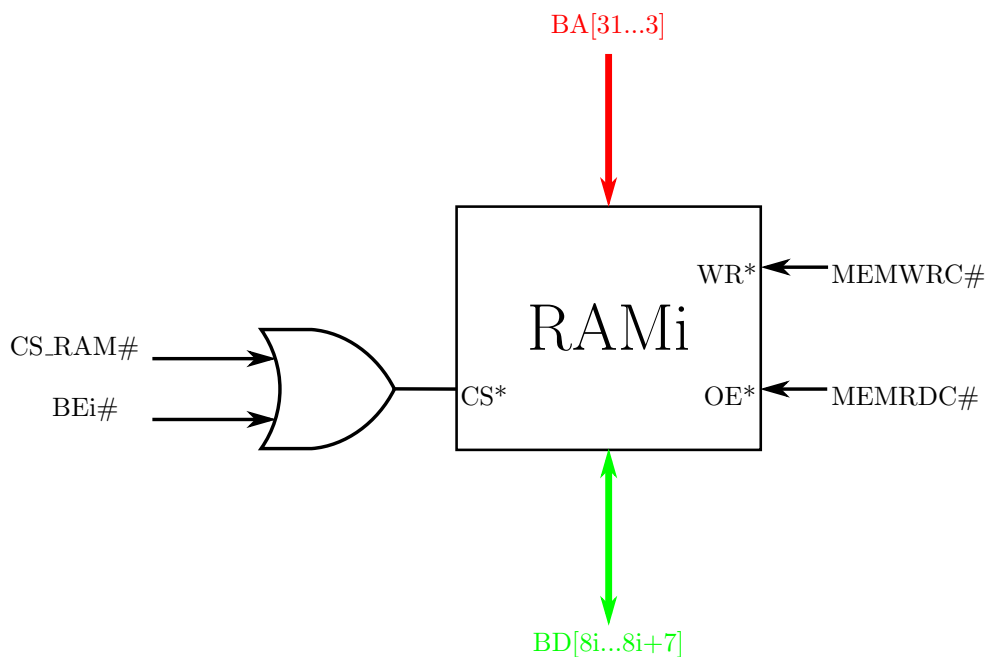 BA[31...3]
WR*
MEMWRC#
RAMi
CS_RAM#
BEi#
CS*
OE*
MEMRDC#
BD[8i...8i+7]